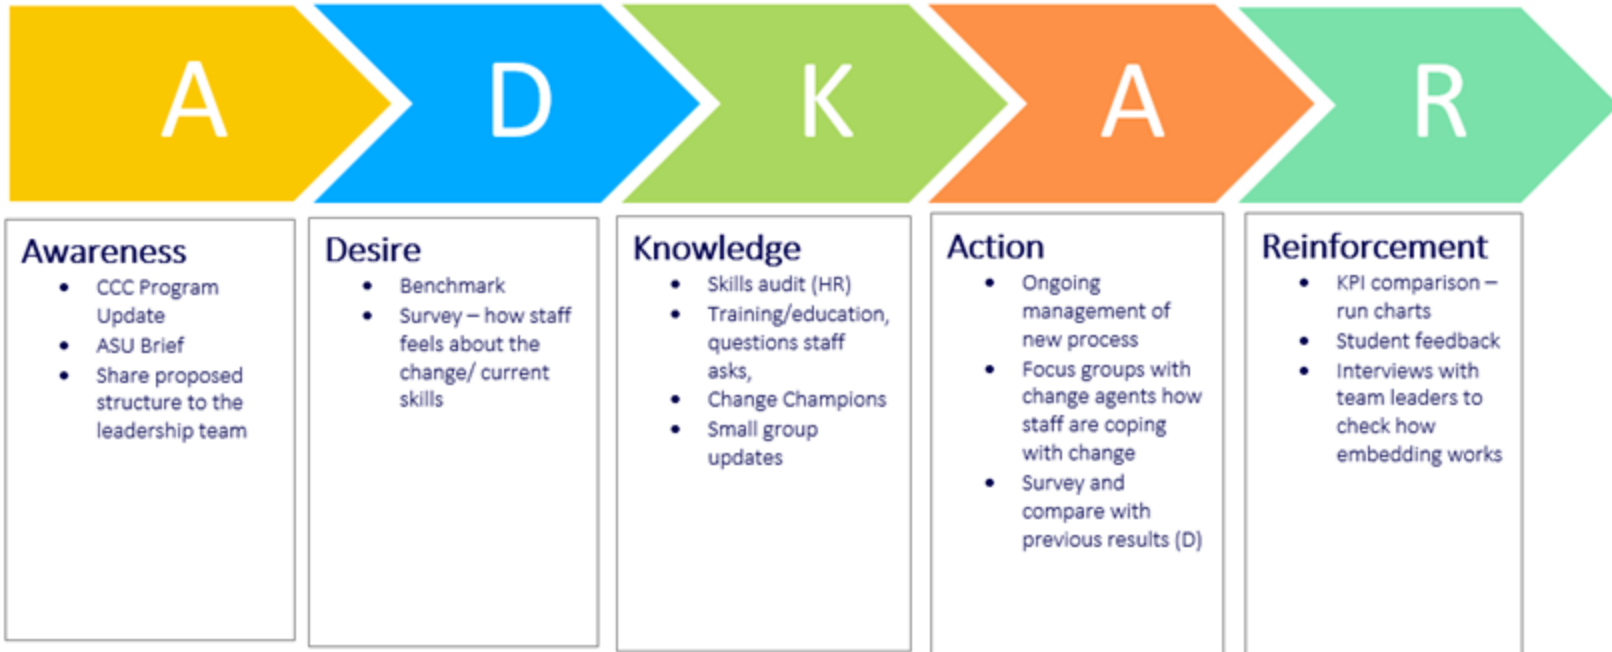 A
D
K
A
R
Awareness
• CCC Program
Update
• ASU Brief
• Share proposed
structure to the
leadership team
Desire
• Benchmark
• Survey – how staff
feels about the
change/ current
skills
Knowledge
• Skills audit (HR)
• Training/education,
questions staff
asks,
• Change Champions
• Small group
updates
Action
• Ongoing
management of
new process
• Focus groups with
change agents how
staff are coping
with change
• Survey and
compare with
previous results (D)
Reinforcement
• KPI comparison –
run charts
• Student feedback
• Interviews with
team leaders to
check how
embedding works